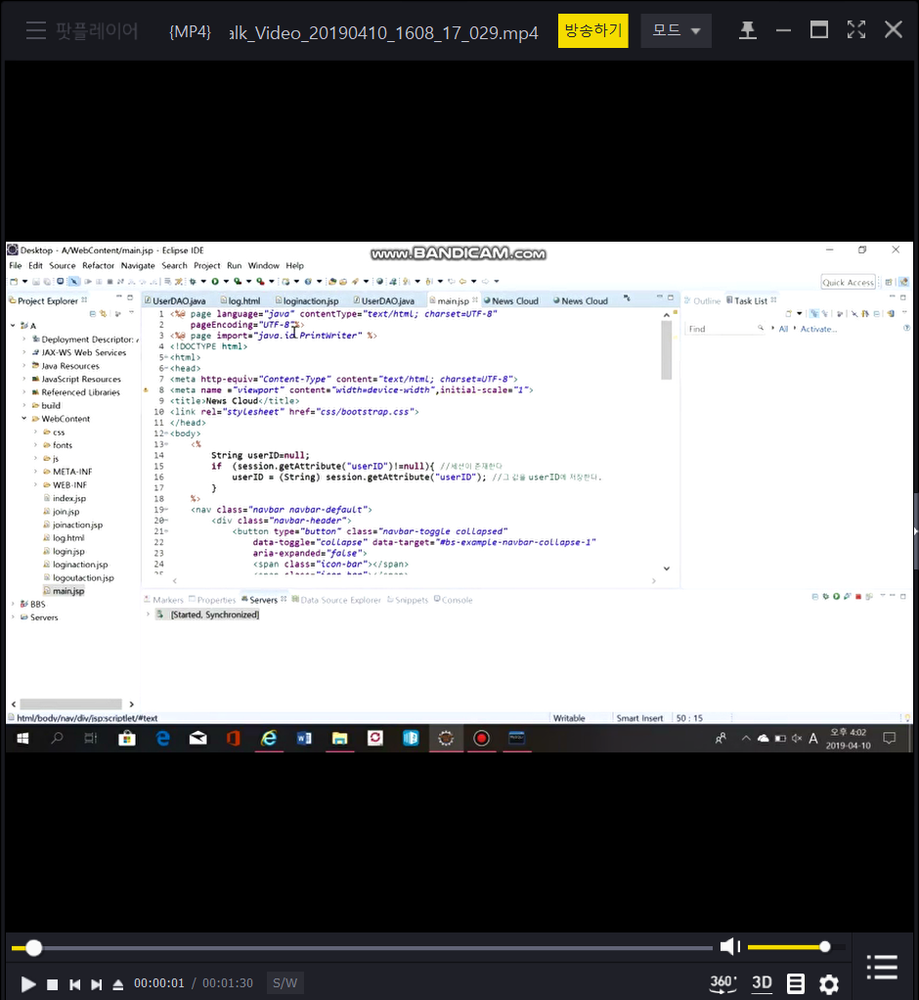 팟플레이어 {MP4} alk_Video_20190410_1608_17_029.mp4 방송하기 모드
Desktop - A/WebContent/main.jsp - Eclipse IDE
www.BANDICAM.com
File Edit Source Refactor Navigate Search Project Run Window Help
Quick Access
Project Explorer
UserDAO.java log.html loginaction.jsp UserDAO.java main.jsp News Cloud News Cloud
Outline Task List
Find All Activate...
A
Deployment Descriptor: A
JAX-WS Web Services
Java Resources
JavaScript Resources
Referenced Libraries
build
WebContent
css
fonts
js
META-INF
WEB-INF
index.jsp
join.jsp
joinaction.jsp
log.html
login.jsp
loginaction.jsp
logoutaction.jsp
main.jsp
BBS
Servers
1 <%@ page language="java" contentType="text/html; charset=UTF-8"
2 pageEncoding="UTF-8"%>
3 <%@ page import="java.io.PrintWriter" %>
4 <!DOCTYPE html>
5 <html>
6 <head>
7 <meta http-equiv="Content-Type" content="text/html; charset=UTF-8">
8 <meta name ="viewport" content="width=device-width",initial-scale="1">
9 <title>News Cloud</title>
10 <link rel="stylesheet" href="css/bootstrap.css">
11 </head>
12 <body>
13 <%
14 String userID=null;
15 if (session.getAttribute("userID")!=null){ //세션이 존재한다
16 userID = (String) session.getAttribute("userID"); //그 값을 userID에 저장한다.
17 }
18 %>
19 <nav class="navbar navbar-default">
20 <div class="navbar-header">
21 <button type="button" class="navbar-toggle collapsed"
22 data-toggle="collapse" data-target="#bs-example-navbar-collapse-1"
23 aria-expanded="false">
24 <span class="icon-bar"></span>
25 <span class="icon-bar"></span>
Markers Properties Servers Data Source Explorer Snippets Console
[Started, Synchronized]
html/body/nav/div/jsp:scriptlet/#text
Writable Smart Insert 50 : 15
A 오후 4:02
2019-04-10
00:00:01 / 00:01:30 S/W
360° 3D